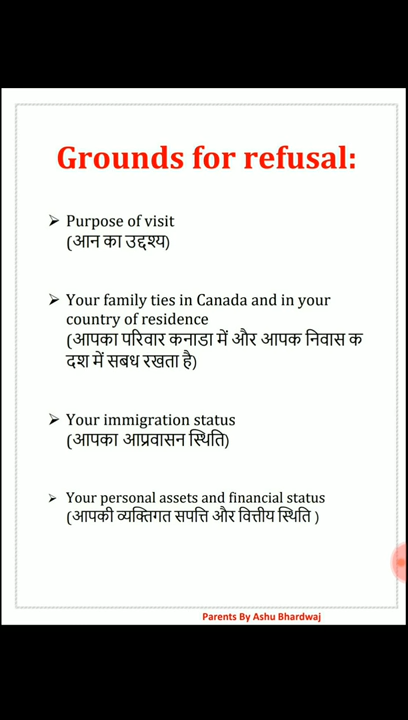 Grounds for refusal:
➢ Purpose of visit
(आन का उद्दश्य)
➢ Your family ties in Canada and in your
country of residence
(आपका परिवार कनाडा में और आपक निवास क
दश में सबध रखता है)
➢ Your immigration status
(आपका आप्रवासन स्थिति)
➢ Your personal assets and financial status
(आपकी व्यक्तिगत सपत्ति और वित्तीय स्थिति )
Parents By Ashu Bhardwaj